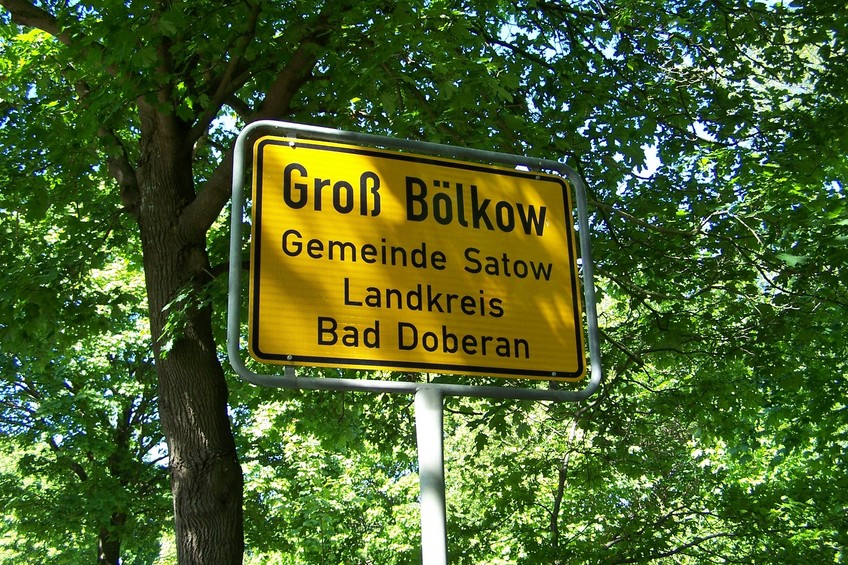 Groß Bölkow
Gemeinde Satow
Landkreis
Bad Doberan